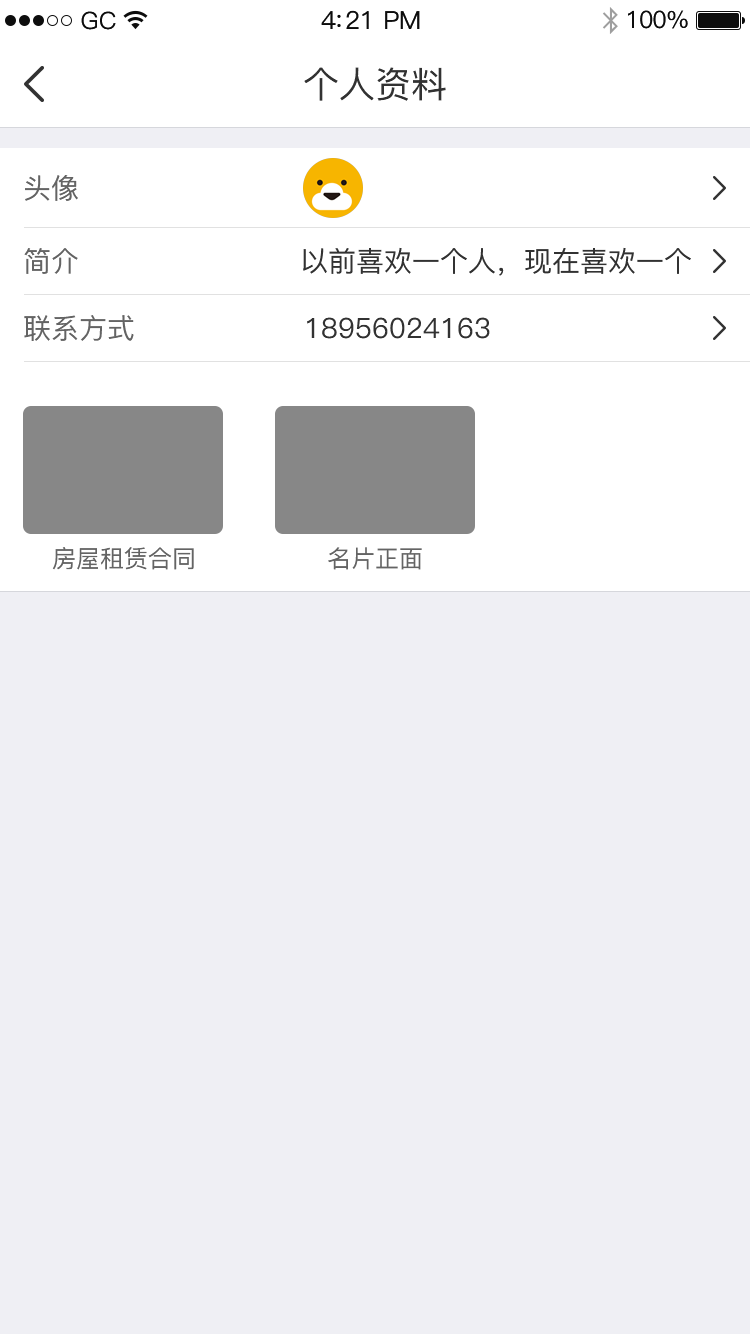 GC 4:21 PM 100%
个人资料
头像
简介 以前喜欢一个人，现在喜欢一个
联系方式 18956024163
房屋租赁合同 名片正面